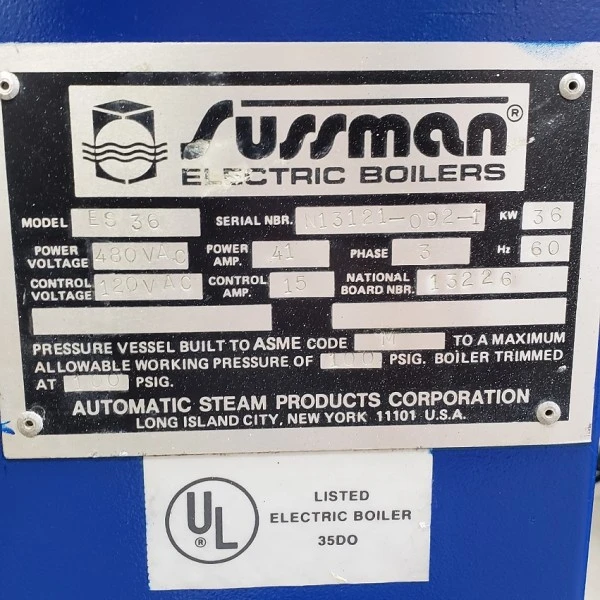 Sussman®
ELECTRIC BOILERS
MODEL ES 36 SERIAL NBR. N13121-092-I KW 36
POWER VOLTAGE 480VAC POWER AMP. 41 PHASE 3 Hz 60
CONTROL VOLTAGE 120VAC CONTROL AMP. 15 NATIONAL BOARD NBR. 13226
PRESSURE VESSEL BUILT TO ASME CODE M TO A MAXIMUM
ALLOWABLE WORKING PRESSURE OF 100 PSIG. BOILER TRIMMED
AT PSIG.
AUTOMATIC STEAM PRODUCTS CORPORATION
LONG ISLAND CITY, NEW YORK 11101 U.S.A.
UL®
LISTED
ELECTRIC BOILER
35DO